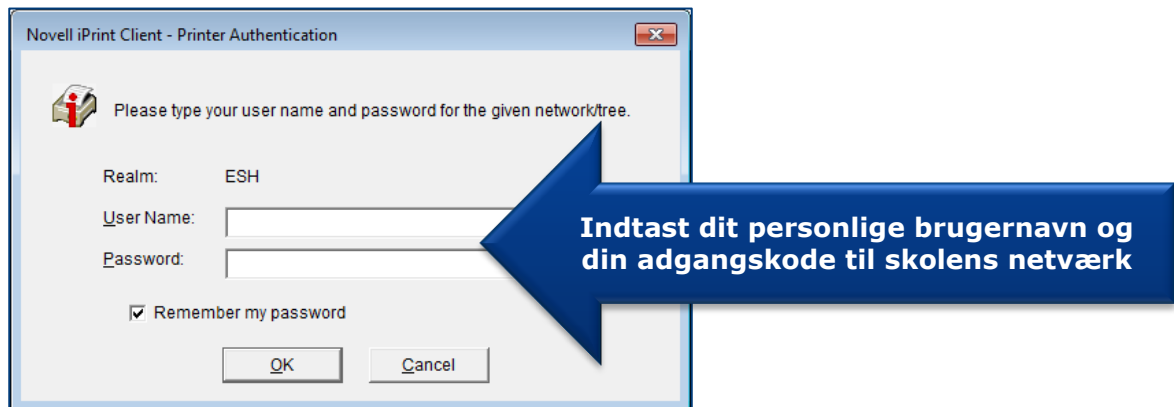 Novell iPrint Client - Printer Authentication
Please type your user name and password for the given network/tree.
Realm: ESH
User Name:
Password:
Indtast dit personlige brugernavn og
din adgangskode til skolens netværk
Remember my password
OK Cancel